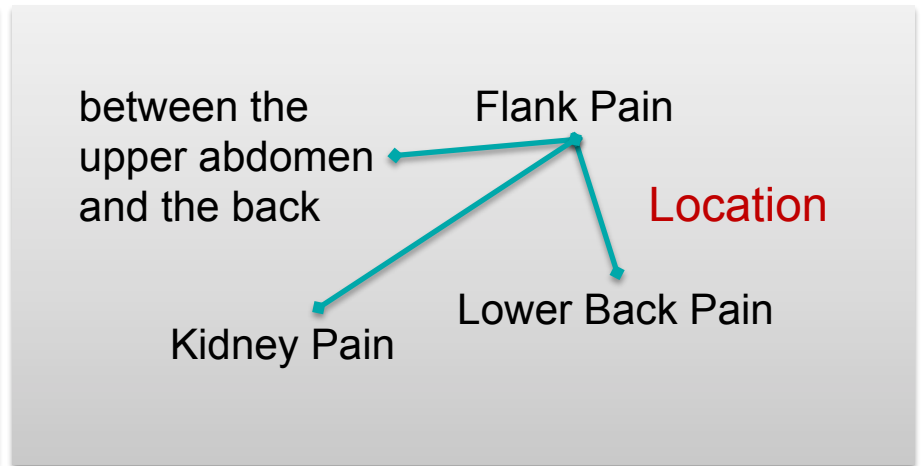 between the
upper abdomen
and the back
Flank Pain
Location
Lower Back Pain
Kidney Pain